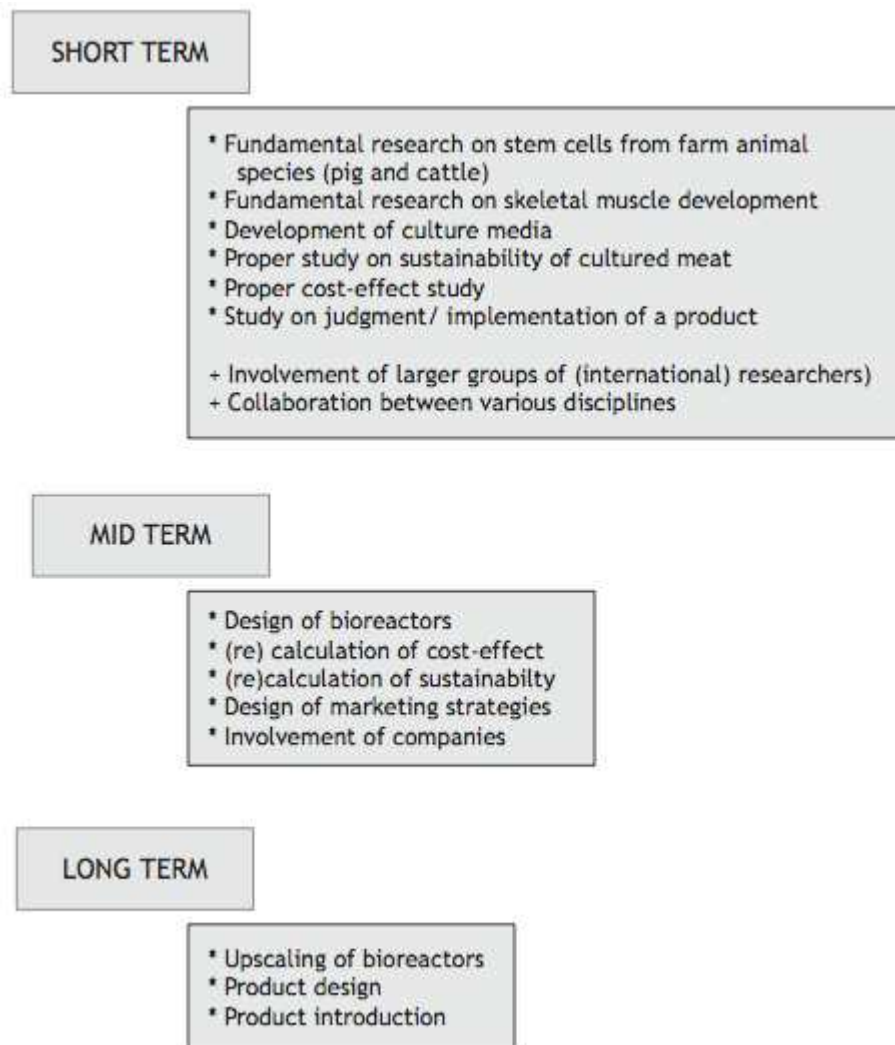 SHORT TERM
* Fundamental research on stem cells from farm animal
species (pig and cattle)
* Fundamental research on skeletal muscle development
* Development of culture media
* Proper study on sustainability of cultured meat
* Proper cost-effect study
* Study on judgment/ implementation of a product
+ Involvement of larger groups of (international) researchers)
+ Collaboration between various disciplines
MID TERM
* Design of bioreactors
* (re) calculation of cost-effect
* (re)calculation of sustainabilty
* Design of marketing strategies
* Involvement of companies
LONG TERM
* Upscaling of bioreactors
* Product design
* Product introduction